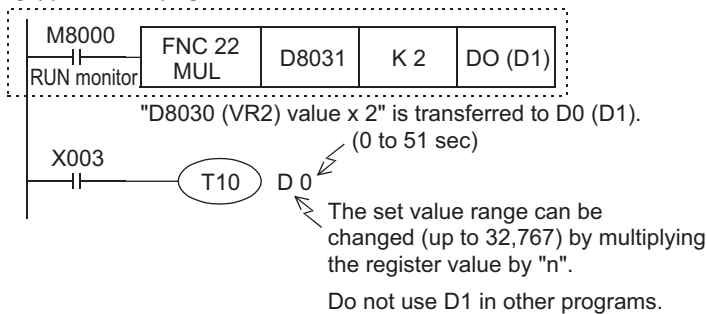 M8000
RUN monitor
FNC 22
MUL
D8031
K 2
DO (D1)
"D8030 (VR2) value x 2" is transferred to D0 (D1).
(0 to 51 sec)
X003
T10
D 0
The set value range can be
changed (up to 32,767) by multiplying
the register value by "n".
Do not use D1 in other programs.